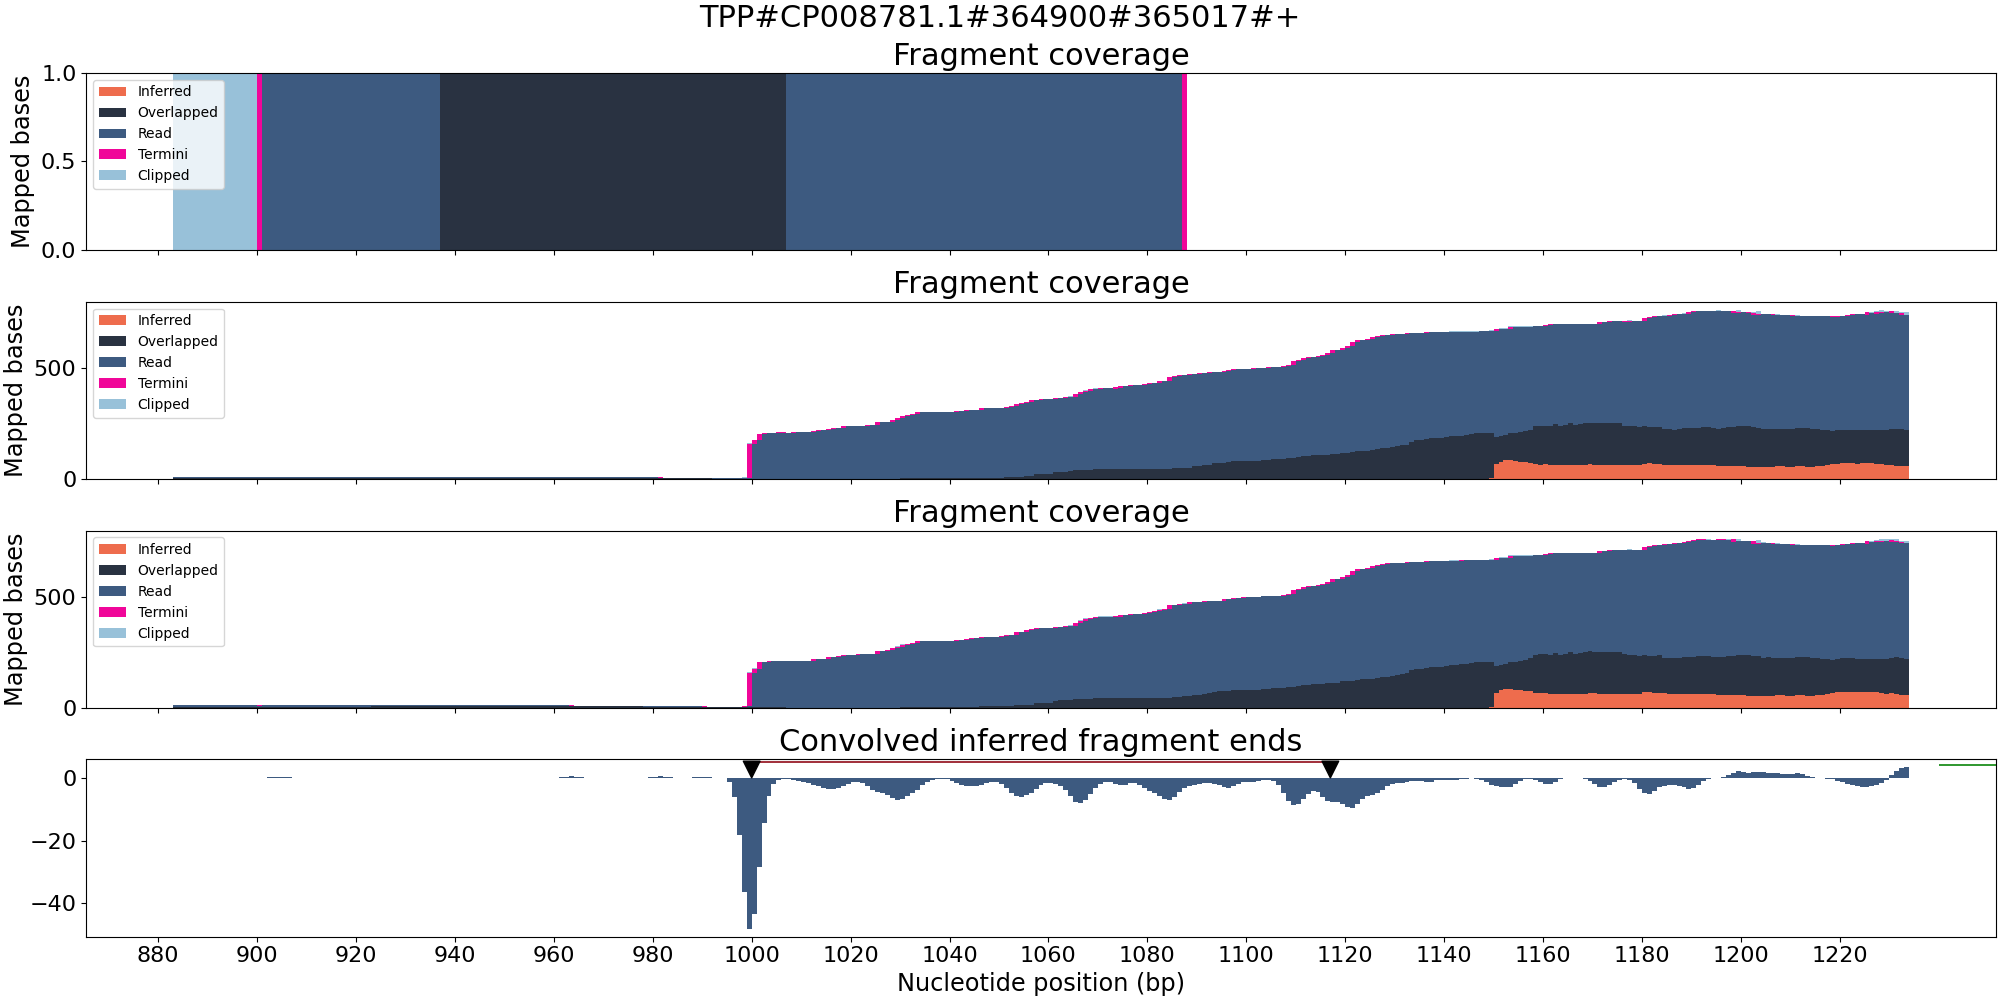 TPP#CP008781.1#364900#365017#+
Fragment coverage
Mapped bases
1.0
0.5
0.0
Inferred
Overlapped
Read
Termini
Clipped
Fragment coverage
Mapped bases
500
0
Inferred
Overlapped
Read
Termini
Clipped
Fragment coverage
Mapped bases
500
0
Inferred
Overlapped
Read
Termini
Clipped
Convolved inferred fragment ends
0
−20
−40
880 900 920 940 960 980 1000 1020 1040 1060 1080 1100 1120 1140 1160 1180 1200 1220
Nucleotide position (bp)